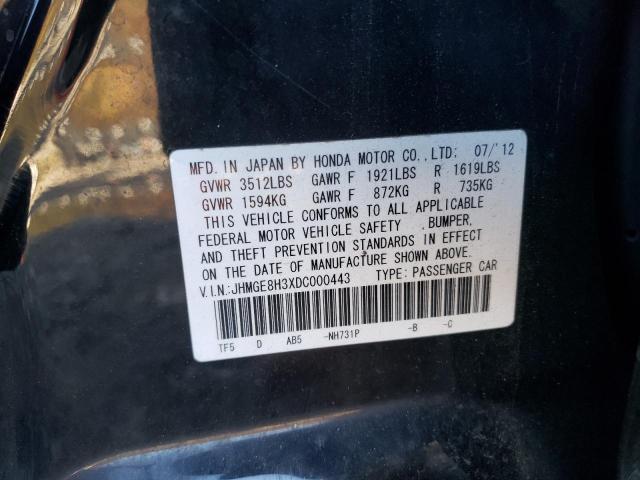 MFD. IN JAPAN BY HONDA MOTOR CO., LTD: 07/'12
GVWR 3512LBS GAWR F 1921LBS R 1619LBS
GVWR 1594KG GAWR F 872KG R 735KG
THIS VEHICLE CONFORMS TO ALL APPLICABLE
FEDERAL MOTOR VEHICLE SAFETY , BUMPER,
AND THEFT PREVENTION STANDARDS IN EFFECT
ON THE DATE OF MANUFACTURE SHOWN ABOVE.
V.I.N:JHMGE8H3XDC000443 TYPE: PASSENGER CAR
TF5 D AB5 -NH731P -B -C